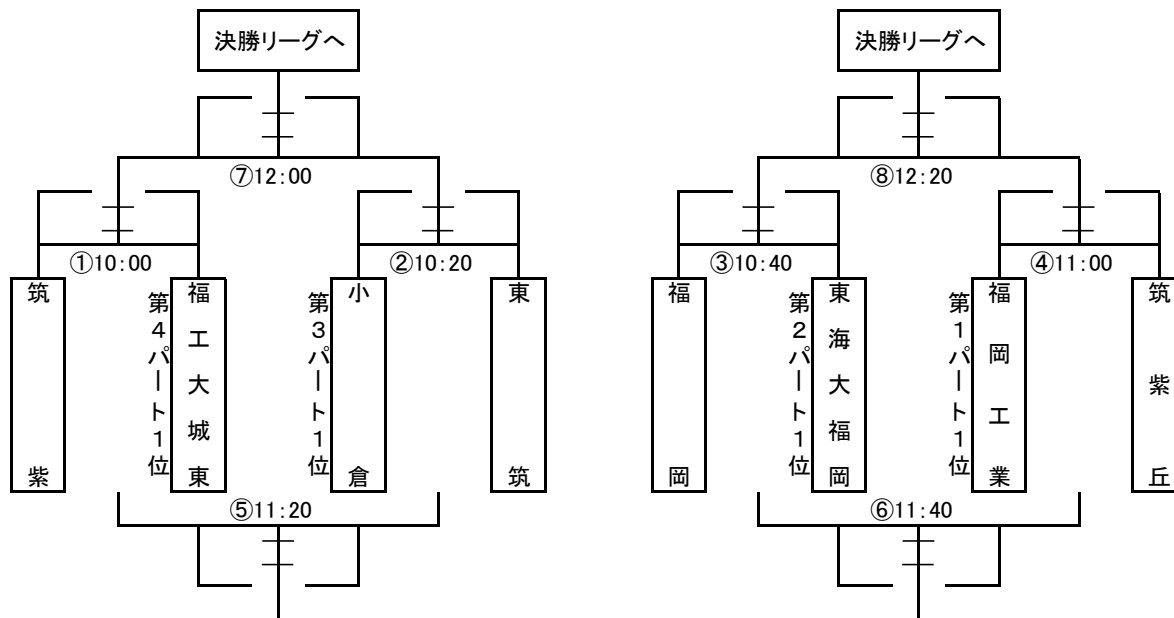 決勝リーグへ
決勝リーグへ
⑦12:00
⑧12:20
①10:00
②10:20
③10:40
④11:00
筑紫
第4パート1位
福工大城東
第3パート1位
小倉
東筑
福岡
第2パート1位
東海大福岡
第1パート1位
福岡工業
筑紫丘
⑤11:20
⑥11:40